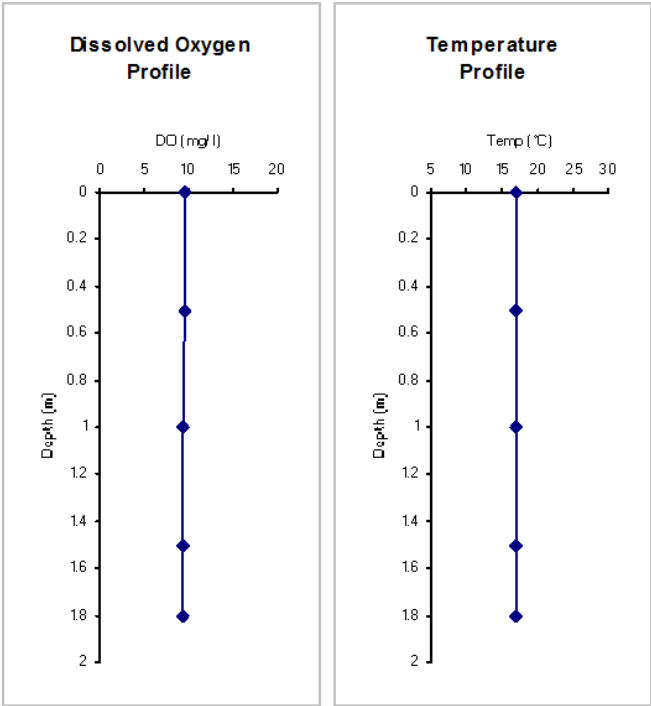 Dissolved Oxygen
Profile
DO (mg/l)
0 5 10 15 20
0
0.2
0.4
0.6
0.8
1
1.2
1.4
1.6
1.8
2
Depth (m)
Temperature
Profile
Temp (°C)
5 10 15 20 25 30
0
0.2
0.4
0.6
0.8
1
1.2
1.4
1.6
1.8
2
Depth (m)